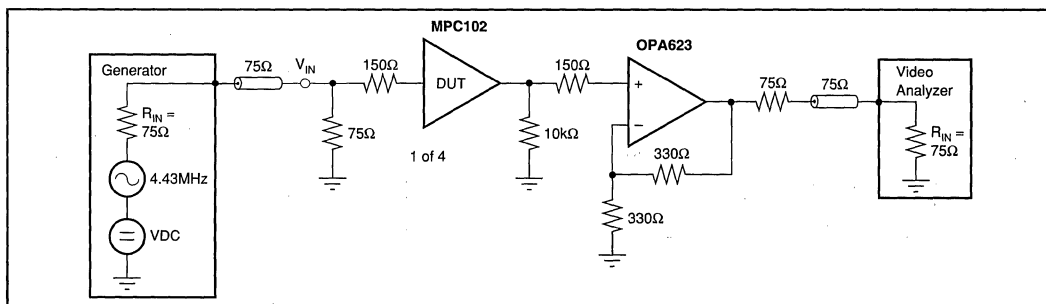 MPC102
OPA623
Generator
75Ω
V_IN
150Ω
DUT
150Ω
+
−
75Ω
75Ω
Video
Analyzer
R_IN =
75Ω
75Ω
10kΩ
330Ω
R_IN =
75Ω
1 of 4
4.43MHz
330Ω
VDC